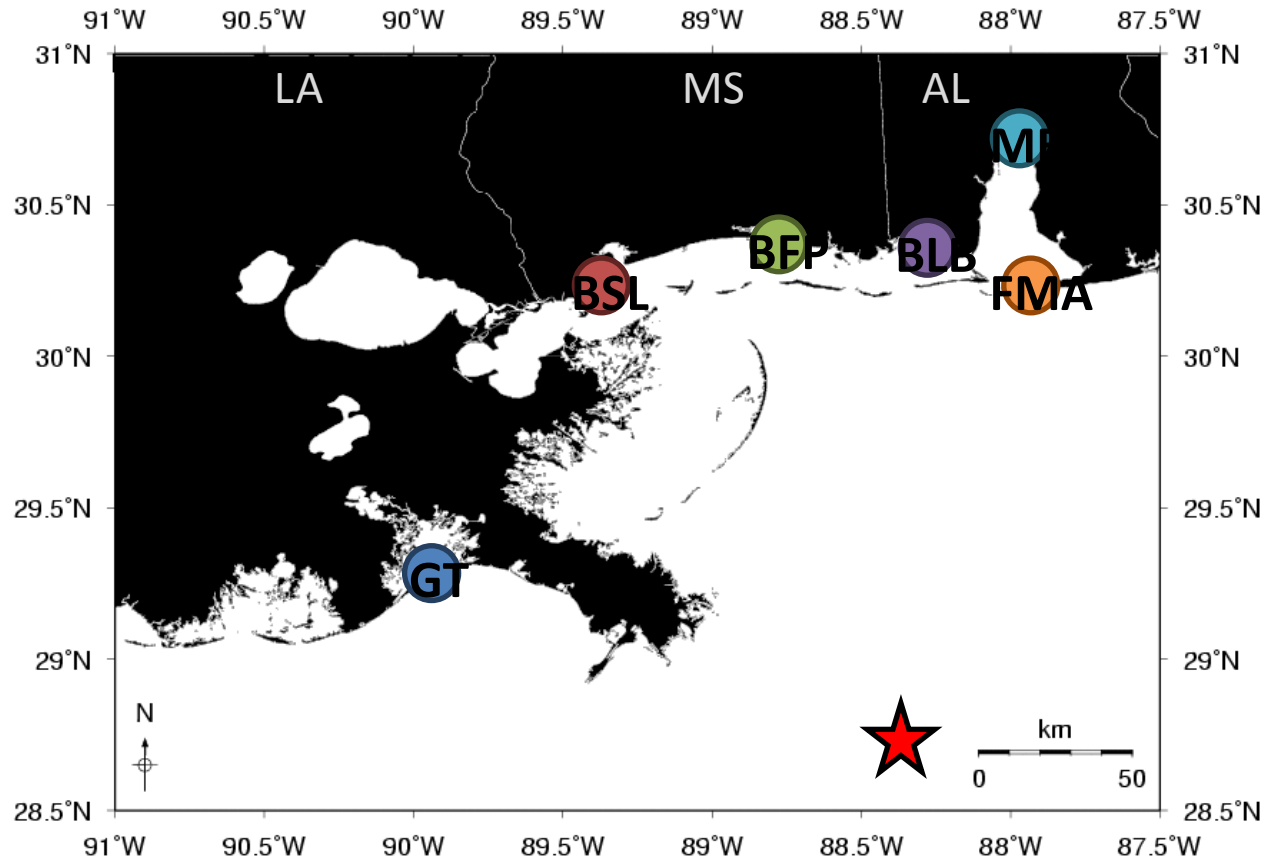 91˚W 90.5˚W 90˚W 89.5˚W 89˚W 88.5˚W 88˚W 87.5˚W
31˚N 31˚N
LA MS AL
30.5˚N 30.5˚N
BFP BLB
BSL FMA
30˚N 30˚N
29.5˚N 29.5˚N
GT
29˚N 29˚N
N
km
0 50
28.5˚N 28.5˚N
91˚W 90.5˚W 90˚W 89.5˚W 89˚W 88.5˚W 88˚W 87.5˚W